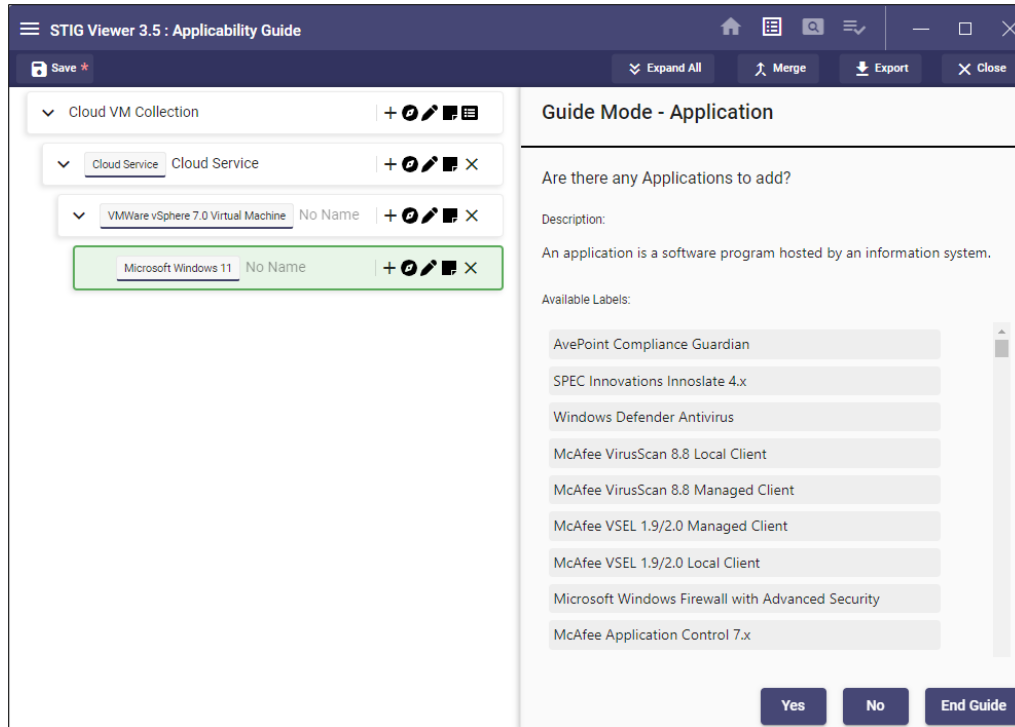 STIG Viewer 3.5 : Applicability Guide
Save *
Expand All
Merge
Export
Close
Cloud VM Collection
Cloud Service Cloud Service
VMWare vSphere 7.0 Virtual Machine No Name
Microsoft Windows 11 No Name
Guide Mode - Application
Are there any Applications to add?
Description:
An application is a software program hosted by an information system.
Available Labels:
AvePoint Compliance Guardian
SPEC Innovations Innoslate 4.x
Windows Defender Antivirus
McAfee VirusScan 8.8 Local Client
McAfee VirusScan 8.8 Managed Client
McAfee VSEL 1.9/2.0 Managed Client
McAfee VSEL 1.9/2.0 Local Client
Microsoft Windows Firewall with Advanced Security
McAfee Application Control 7.x
Yes
No
End Guide